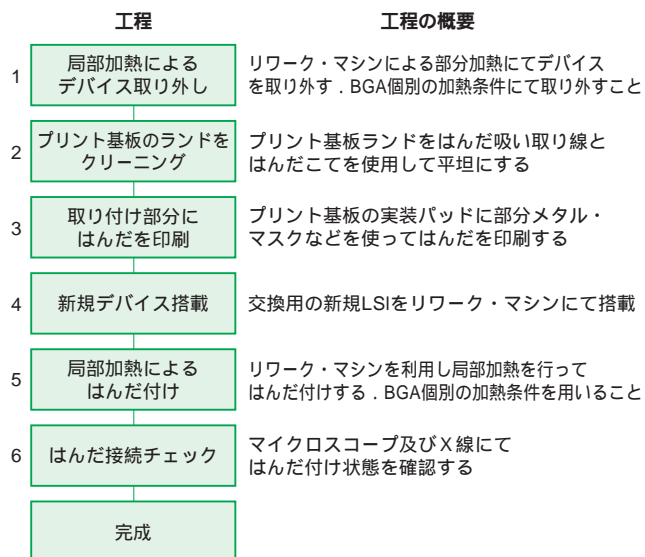 工程
工程の概要
1
局部加熱による
デバイス取り外し
リワーク・マシンによる部分加熱にてデバイス
を取り外す．BGA個別の加熱条件にて取り外すこと
2
プリント基板のランドを
クリーニング
プリント基板ランドをはんだ吸い取り線と
はんだこてを使用して平坦にする
3
取り付け部分に
はんだを印刷
プリント基板の実装パッドに部分メタル・
マスクなどを使ってはんだを印刷する
4
新規デバイス搭載
交換用の新規LSIをリワーク・マシンにて搭載
5
局部加熱による
はんだ付け
リワーク・マシンを利用し局部加熱を行って
はんだ付けする．BGA個別の加熱条件を用いること
6
はんだ接続チェック
マイクロスコープ及びＸ線にて
はんだ付け状態を確認する
完成